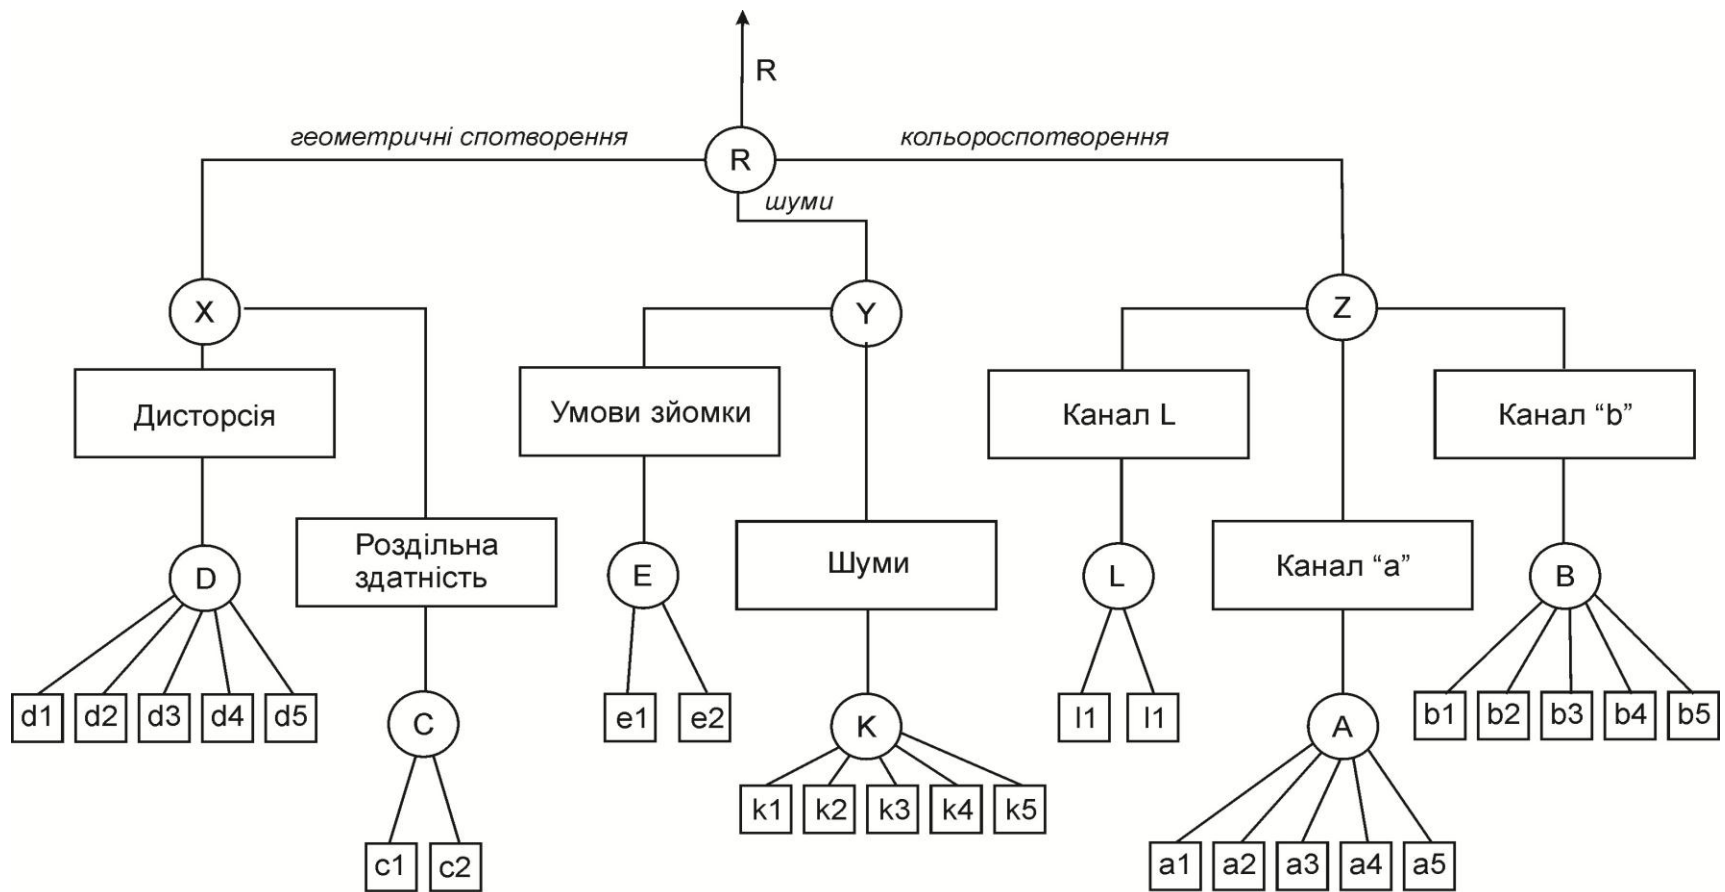 R
геометричні спотворення
R
кольороспотворення
шуми
X
Y
Z
Дисторсія
Умови зйомки
Канал L
Канал “b”
Роздільна
здатність
Шуми
Канал “a”
D
E
L
B
d1 d2 d3 d4 d5
C
e1 e2
K
l1 l1
A
b1 b2 b3 b4 b5
k1 k2 k3 k4 k5
c1 c2
a1 a2 a3 a4 a5